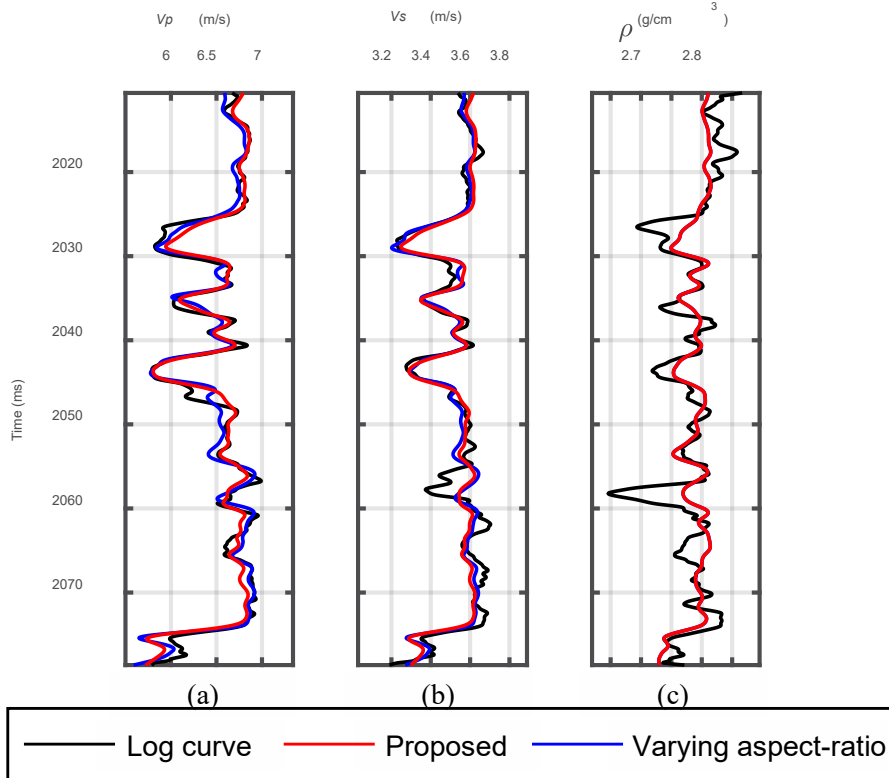 Vp (m/s)
6 6.5 7
Vs (m/s)
3.2 3.4 3.6 3.8
ρ (g/cm 3 )
2.7 2.8
2020
2030
2040
2050
2060
2070
Time (ms)
(a) (b) (c)
Log curve Proposed Varying aspect-ratio